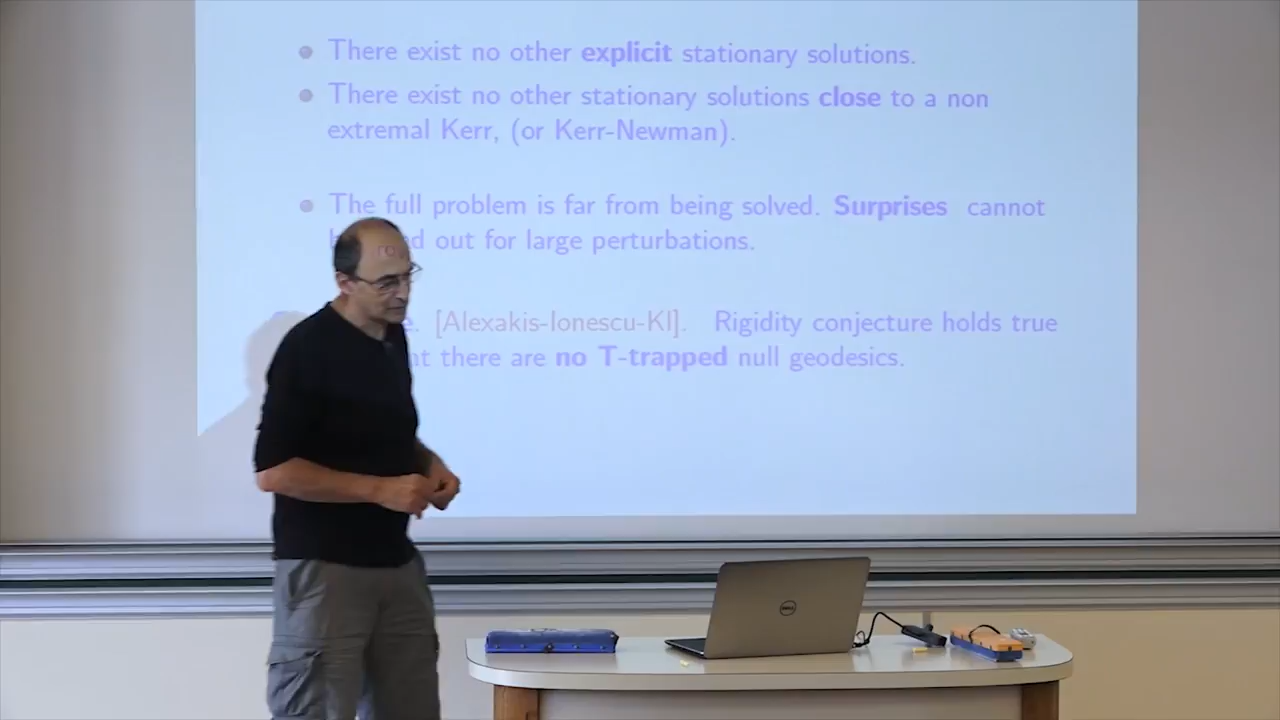 There exist no other explicit stationary solutions.
There exist no other stationary solutions close to a non
extremal Kerr, (or Kerr-Newman).
The full problem is far from being solved. Surprises cannot
out for large perturbations.
[Alexakis-Ionescu-Kl]. Rigidity conjecture holds true
there are no T-trapped null geodesics.
DELL